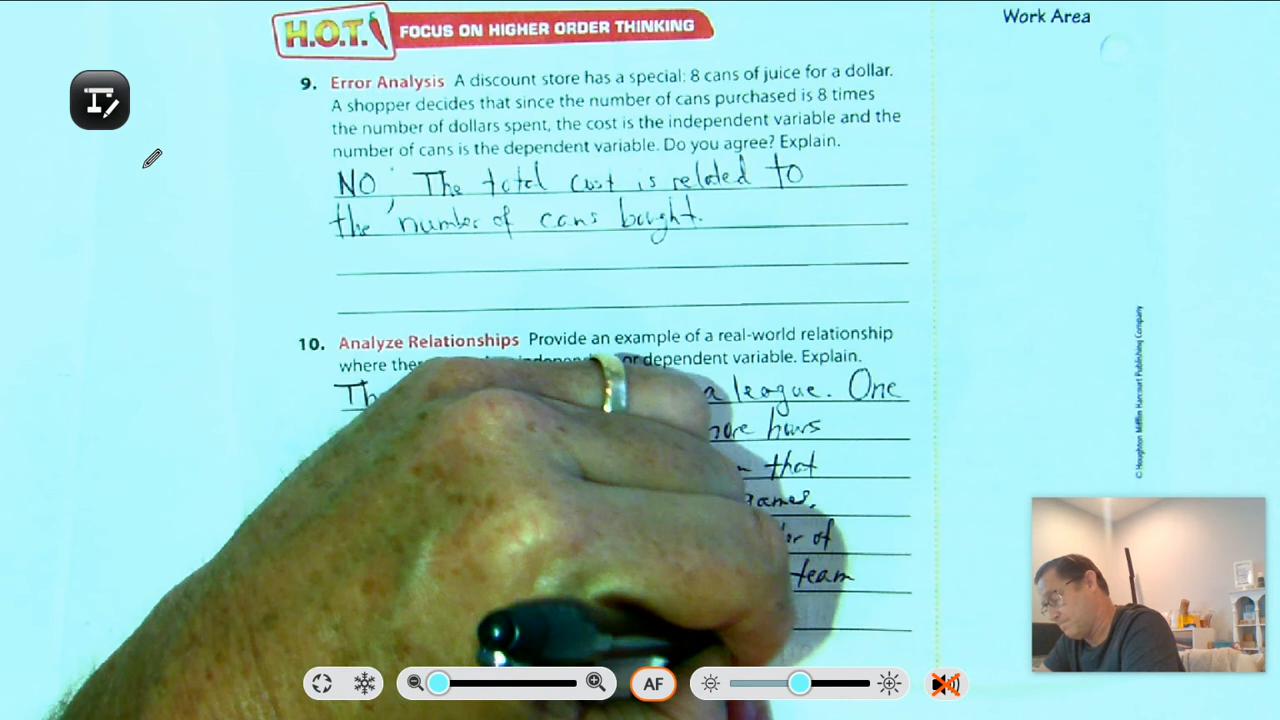 H.O.T. FOCUS ON HIGHER ORDER THINKING
Work Area
9. Error Analysis A discount store has a special: 8 cans of juice for a dollar.
A shopper decides that since the number of cans purchased is 8 times
the number of dollars spent, the cost is the independent variable and the
number of cans is the dependent variable. Do you agree? Explain.
NO The total cost is related to
the number of cans bought.
10. Analyze Relationships Provide an example of a real-world relationship
where there or dependent variable. Explain.
a league. One
more hours
that
games.
of
team
© Houghton Mifflin Harcourt Publishing Company
AF